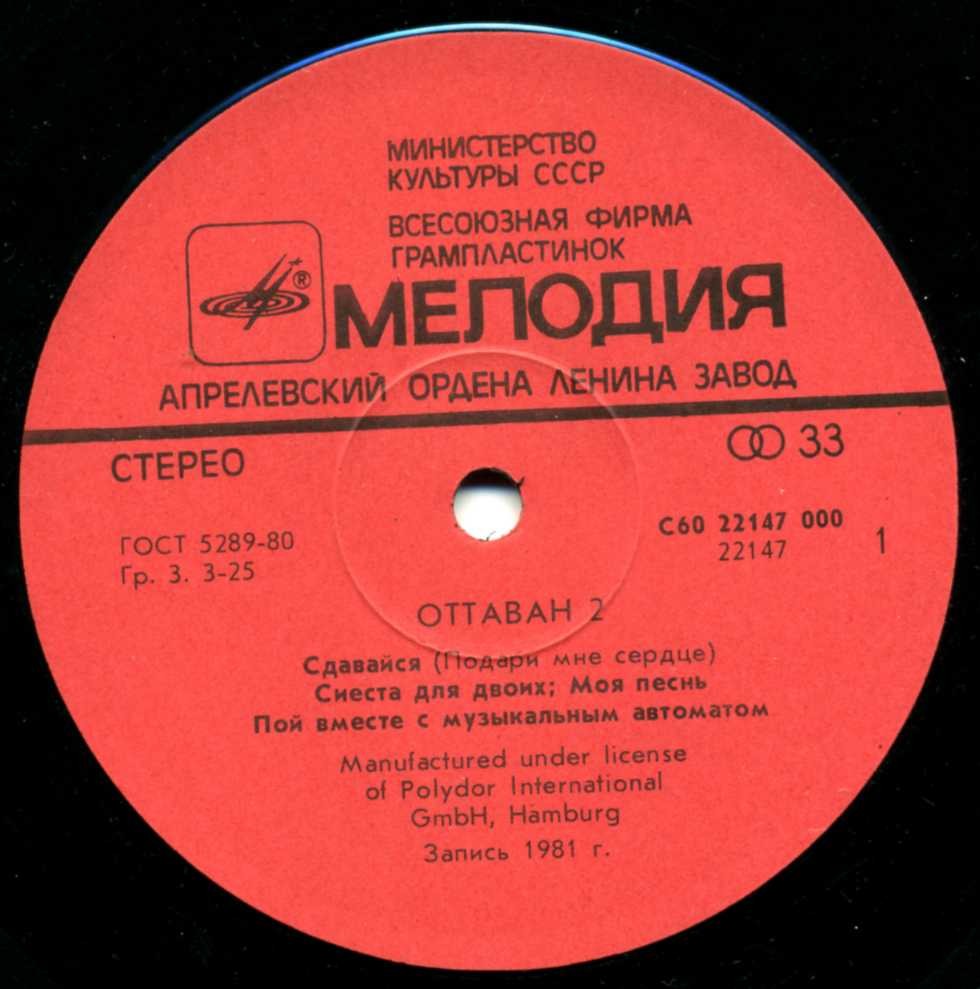 МИНИСТЕРСТВО
КУЛЬТУРЫ СССР
ВСЕСОЮЗНАЯ ФИРМА
ГРАМПЛАСТИНОК
®
МЕЛОДИЯ
АПРЕЛЕВСКИЙ ОРДЕНА ЛЕНИНА ЗАВОД
СТЕРЕО
33
ГОСТ 5289-80
Гр. 3. 3-25
С60 22147 000
22147
1
ОТТАВАН 2
Сдавайся (Подари мне сердце)
Сиеста для двоих; Моя песнь
Пой вместе с музыкальным автоматом
Manufactured under license
of Polydor International
GmbH, Hamburg
Запись 1981 г.